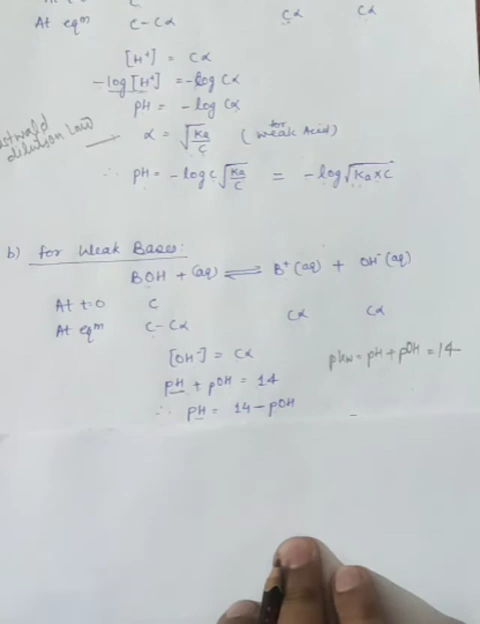 At eqm C-Cα Cα Cα
[H+] = Cα
-log[H+] = -log Cα
pH = -log Cα
dilution Law α = √Ka/C (for weak Acid)
∴ pH = -log C√Ka/C = -log√Ka×C
b) for Weak Bases:
BOH + (aq) ⇌ B+ (aq) + OH- (aq)
At t=0 C
At eqm C-Cα Cα Cα
[OH-] = Cα pKw = pH + pOH = 14
pH + pOH = 14
∴ pH = 14 - pOH